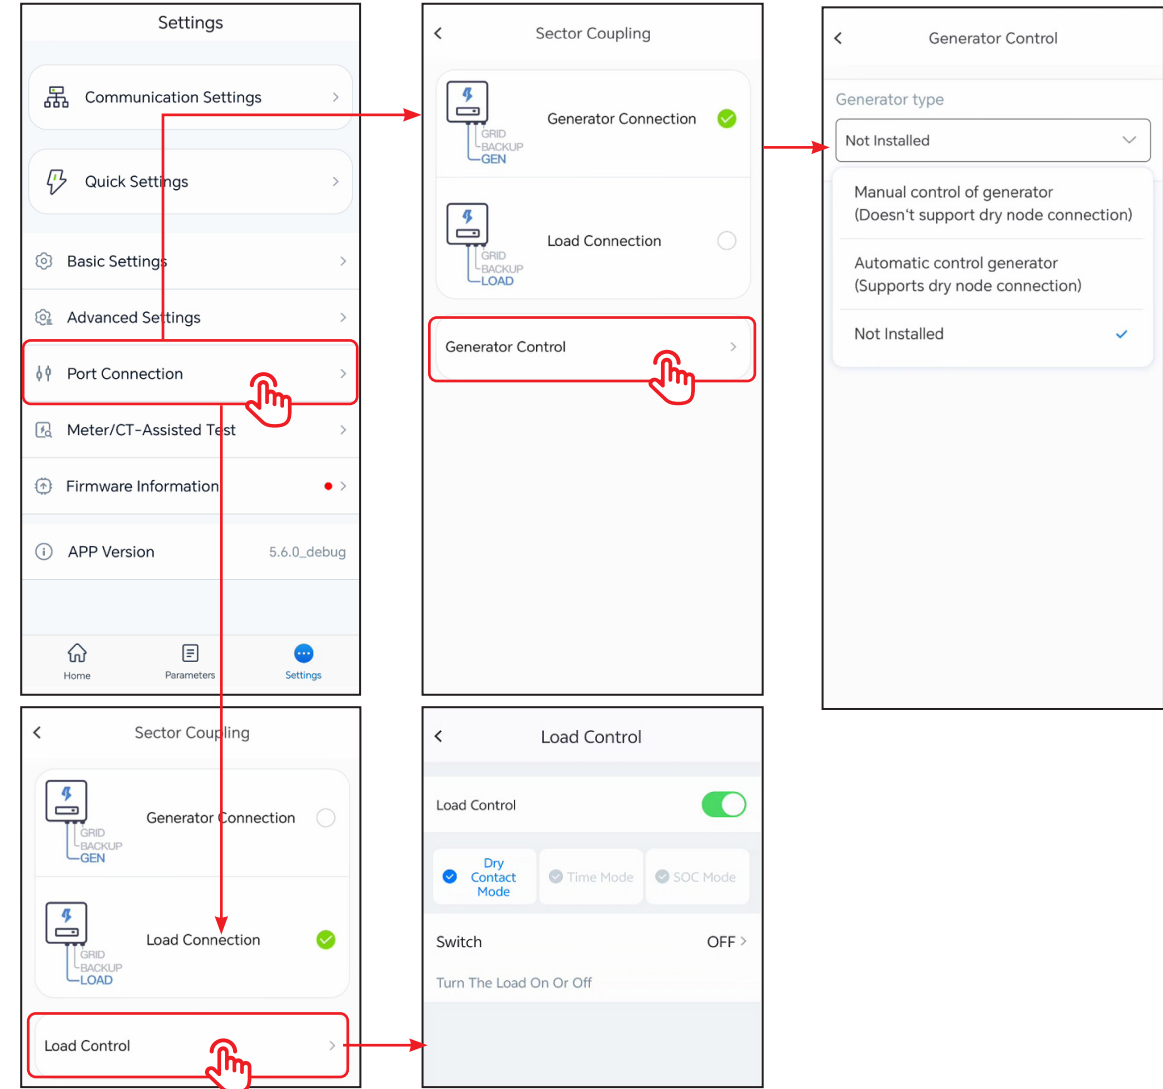 Settings
Communication Settings
Quick Settings
Basic Settings
Advanced Settings
Port Connection
Meter/CT-Assisted Test
Firmware Information
APP Version
5.6.0_debug
Home
Parameters
Settings
Sector Coupling
GRID
BACKUP
GEN
Generator Connection
GRID
BACKUP
LOAD
Load Connection
Generator Control
Generator Control
Generator type
Not Installed
Manual control of generator
(Doesn't support dry node connection)
Automatic control generator
(Supports dry node connection)
Not Installed
Sector Coupling
GRID
BACKUP
GEN
Generator Connection
GRID
BACKUP
LOAD
Load Connection
Load Control
Load Control
Load Control
Dry
Contact
Mode
Time Mode
SOC Mode
Switch
OFF
Turn The Load On Or Off